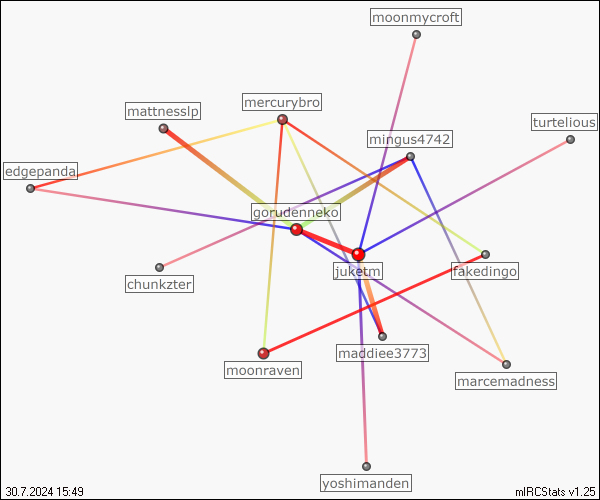 moonmycroft
mercurybro
mattnesslp
turtelious
mingus4742
edgepanda
gorudenneko
juketm
fakedingo
chunkzter
maddiee3773
moonraven
marcemadness
yoshimanden
30.7.2024 15:49
mIRCStats v1.25